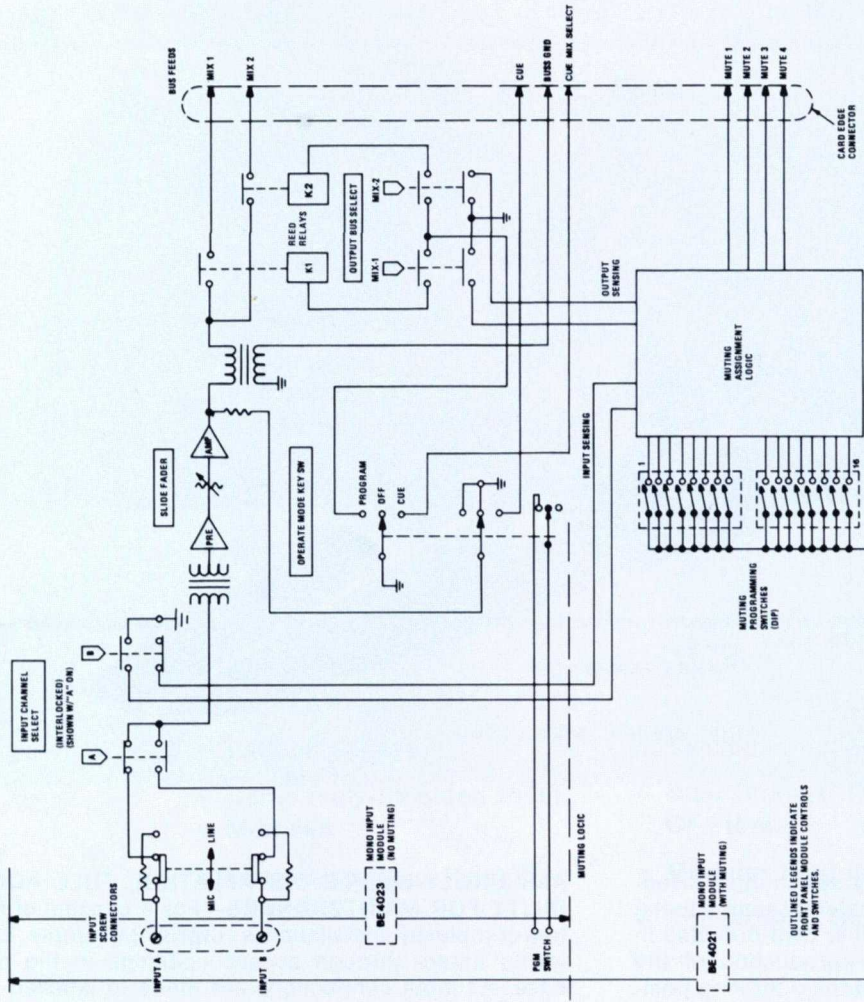 BUS FEEDS
MIX 1
MIX 2
CUE
BUSS GRD
CUE MIX SELECT
MUTE 1
MUTE 2
MUTE 3
MUTE 4
CARD EDGE
CONNECTOR
K2
REED
RELAYS
K1
OUTPUT BUS SELECT
MIX-2
MIX-1
OUTPUT
SENSING
MUTING
ASSIGNMENT
LOGIC
SLIDE FADER
AMP
PRE
OPERATE MODE KEY SW
PROGRAM
OFF
CUE
INPUT SENSING
1
16
MUTING
PROGRAMMING
SWITCHES
(DIP)
INPUT CHANNEL
SELECT
(INTERLOCKED)
(SHOWN W/"A" ON)
B
A
INPUT
SCREW
CONNECTORS
INPUT A
INPUT B
MIC
LINE
BE 4023
MONO INPUT
MODULE
(NO MUTING)
PGM
SWITCH
MUTING LOGIC
BE 4021
MONO INPUT
MODULE
(WITH MUTING)
OUTLINED LEGENDS INDICATE
FRONT PANEL MODULE CONTROLS
AND SWITCHES.